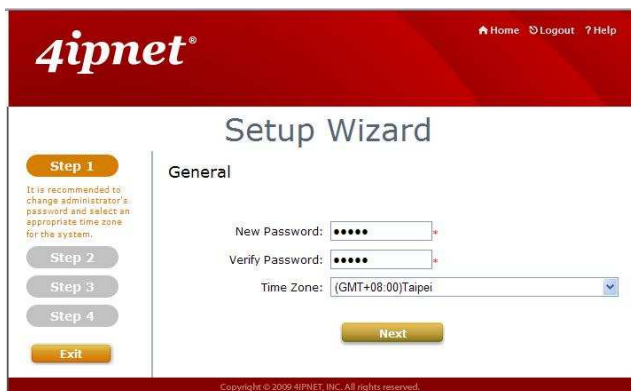 4ipnet®
Home Logout ?Help
Setup Wizard
Step 1
It is recommended to
change administrator's
password and select an
appropriate time zone
for the system.
Step 2
Step 3
Step 4
Exit
General
New Password: ••••• *
Verify Password: ••••• *
Time Zone: (GMT+08:00)Taipei
Next
Copyright © 2009 4IPNET, INC. All rights reserved.